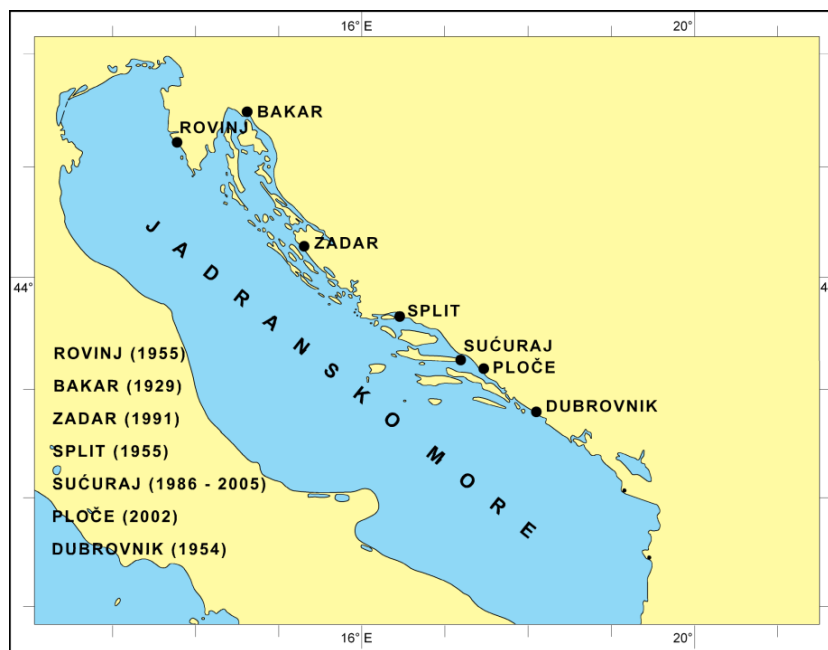 16° E
20°
BAKAR
ROVINJ
ZADAR
44°
4
SPLIT
SUĆURAJ
PLOČE
DUBROVNIK
JADRANSKO MORE
ROVINJ (1955)
BAKAR (1929)
ZADAR (1991)
SPLIT (1955)
SUĆURAJ (1986 - 2005)
PLOČE (2002)
DUBROVNIK (1954)
16° E
20°